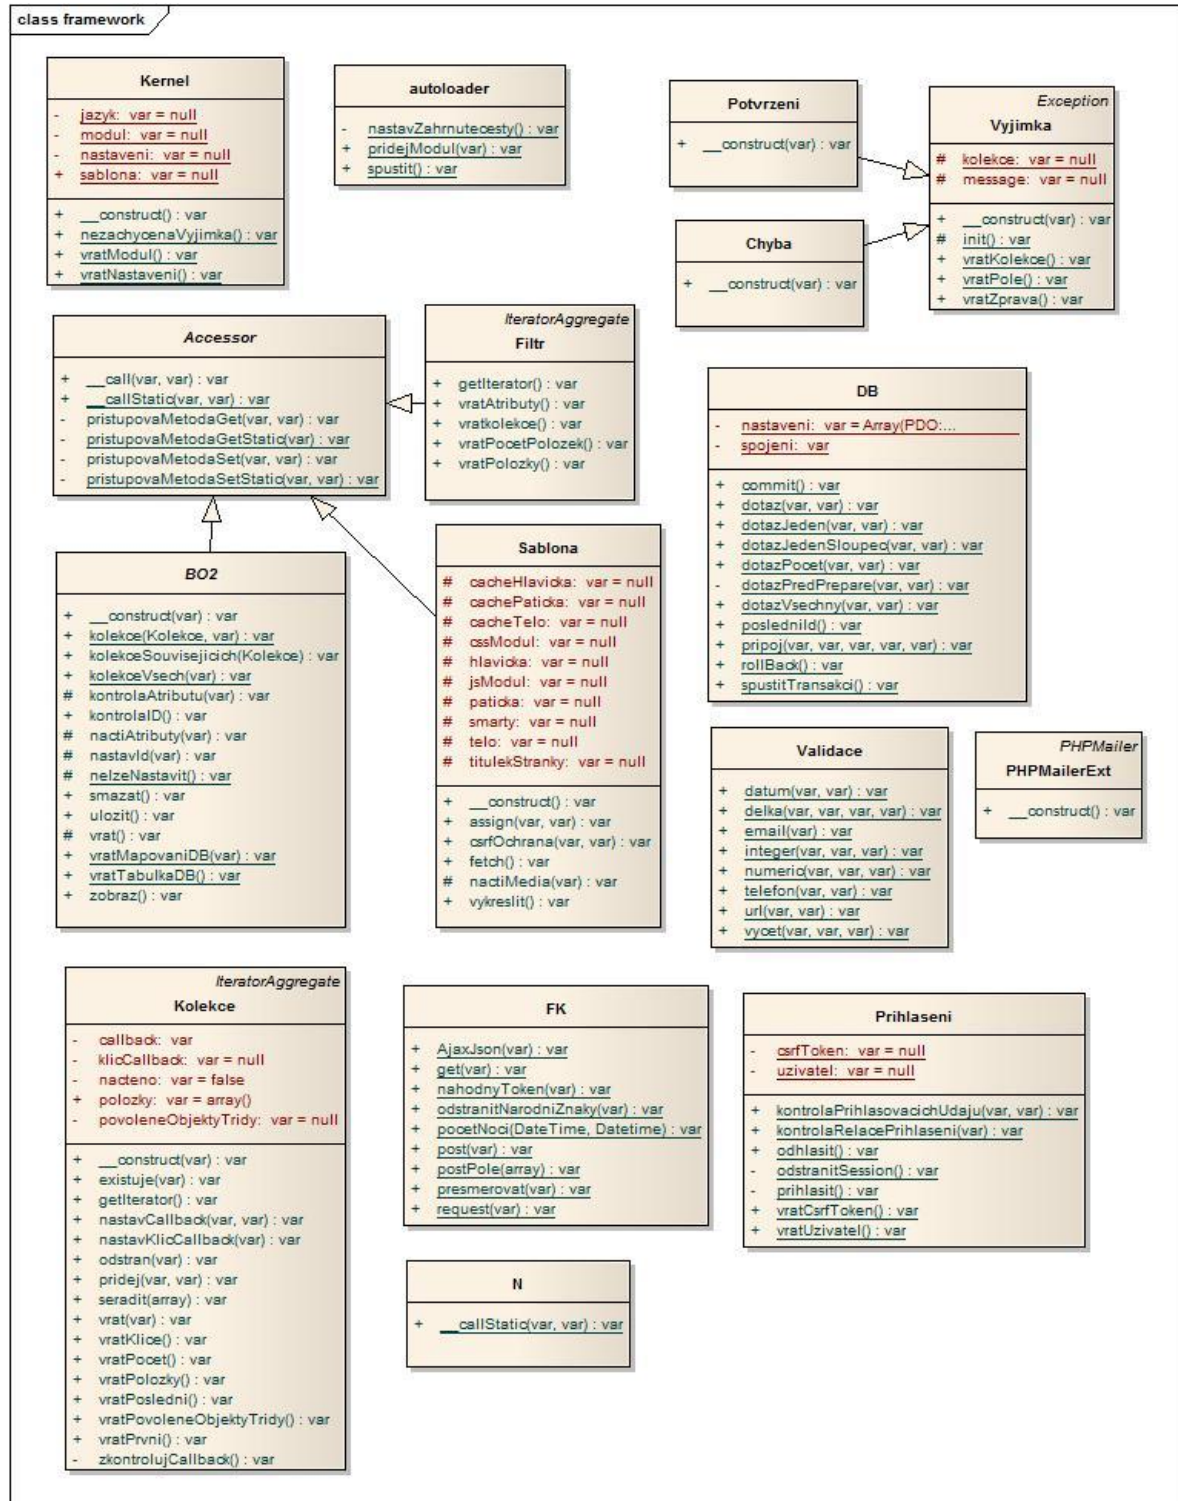 class framework
Kernel
- jazyk: var = null
- modul: var = null
- nastaveni: var = null
+ sablona: var = null
+ __construct() : var
+ nezachycenaVyjimka() : var
+ vratModul() : var
+ vratNastaveni() : var
autoloader
- nastavZahrnutecesty() : var
+ pridejModul(var) : var
+ spustit() : var
Potvrzeni
+ __construct(var) : var
Exception
Vyjimka
# kolekce: var = null
# message: var = null
+ __construct(var) : var
# init() : var
+ vratKolekce() : var
+ vratPole() : var
+ vratZprava() : var
Chyba
+ __construct(var) : var
Accessor
+ __call(var, var) : var
+ __callStatic(var, var) : var
- pristupovaMetodaGet(var, var) : var
- pristupovaMetodaGetStatic(var) : var
- pristupovaMetodaSet(var, var) : var
- pristupovaMetodaSetStatic(var, var) : var
IteratorAggregate
Filtr
+ getIterator() : var
+ vratAtributy() : var
+ vratkolekce() : var
+ vratPocetPolozek() : var
+ vratPolozky() : var
DB
- nastaveni: var = Array(PDO:...
- spojeni: var
+ commit() : var
+ dotaz(var, var) : var
+ dotazJeden(var, var) : var
+ dotazJedenSloupec(var, var) : var
+ dotazPocet(var, var) : var
- dotazPredPrepare(var, var) : var
+ dotazVsechny(var, var) : var
+ posledniId() : var
+ pripoj(var, var, var, var, var) : var
+ rollBack() : var
+ spustitTransakci() : var
BO2
+ __construct(var) : var
+ kolekce(Kolekce, var) : var
+ kolekceSouvisejicich(Kolekce) : var
+ kolekceVsech(var) : var
# kontrolaAtributu(var) : var
+ kontrolaID() : var
# nactiAtributy(var) : var
# nastavId(var) : var
# nelzeNastavit() : var
+ smazat() : var
+ ulozit() : var
# vrat() : var
+ vratMapovaniDB(var) : var
+ vratTabulkaDB() : var
+ zobraz() : var
Sablona
# cacheHlavicka: var = null
# cachePaticka: var = null
# cacheTelo: var = null
# cssModul: var = null
# hlavicka: var = null
# jsModul: var = null
# paticka: var = null
# smarty: var = null
# telo: var = null
# titulekStranky: var = null
+ __construct() : var
+ assign(var, var) : var
+ csrfOchrana(var, var) : var
+ fetch() : var
# nactiMedia(var) : var
+ vykreslit() : var
Validace
+ datum(var, var) : var
+ delka(var, var, var, var) : var
+ email(var) : var
+ integer(var, var, var) : var
+ numeric(var, var, var) : var
+ telefon(var, var) : var
+ url(var, var) : var
+ vycet(var, var, var) : var
PHPMailer
PHPMailerExt
+ __construct() : var
IteratorAggregate
Kolekce
- callback: var
- klicCallback: var = null
- nacteno: var = false
+ polozky: var = array()
- povoleneObjektyTridy: var = null
+ __construct(var) : var
+ existuje(var) : var
+ getIterator() : var
+ nastavCallback(var, var) : var
+ nastavKlicCallback(var) : var
+ odstran(var) : var
+ pridej(var, var) : var
+ seradit(array) : var
+ vrat(var) : var
+ vratKlice() : var
+ vratPocet() : var
+ vratPolozky() : var
+ vratPosledni() : var
+ vratPovoleneObjektyTridy() : var
+ vratPrvni() : var
- zkontrolujCallback() : var
FK
+ AjaxJson(var) : var
+ get(var) : var
+ nahodnyToken(var) : var
+ odstranitNarodniZnaky(var) : var
+ pocetNoci(DateTime, Datetime) : var
+ post(var) : var
+ postPole(array) : var
+ presmerovat(var) : var
+ request(var) : var
Prihlaseni
- csrfToken: var = null
- uzivatel: var = null
+ kontrolaPrihlasovacichUdaju(var, var) : var
+ kontrolaRelacePrihlaseni(var) : var
+ odhlasit() : var
- odstranitSession() : var
- prihlasit() : var
+ vratCsrfToken() : var
+ vratUzivatel() : var
N
+ __callStatic(var, var) : var